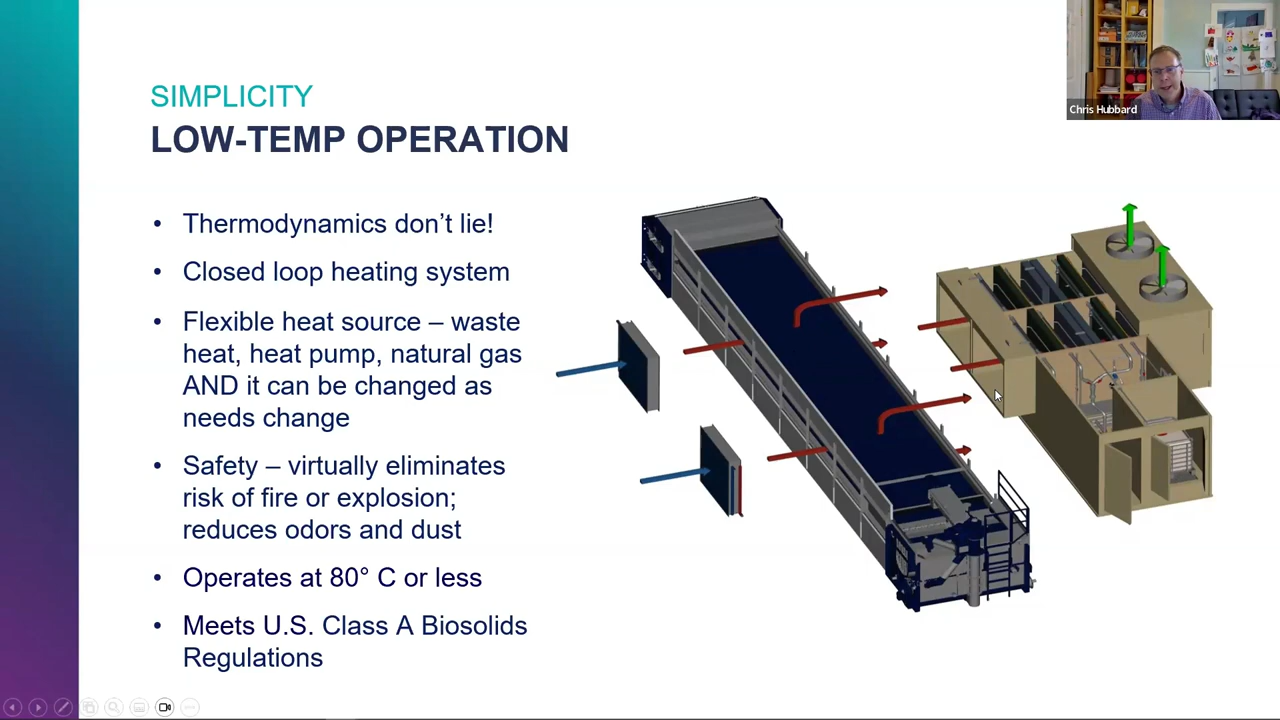 Chris Hubbard
SIMPLICITY
LOW-TEMP OPERATION
• Thermodynamics don’t lie!
• Closed loop heating system
• Flexible heat source – waste
heat, heat pump, natural gas
AND it can be changed as
needs change
• Safety – virtually eliminates
risk of fire or explosion;
reduces odors and dust
• Operates at 80° C or less
• Meets U.S. Class A Biosolids
Regulations